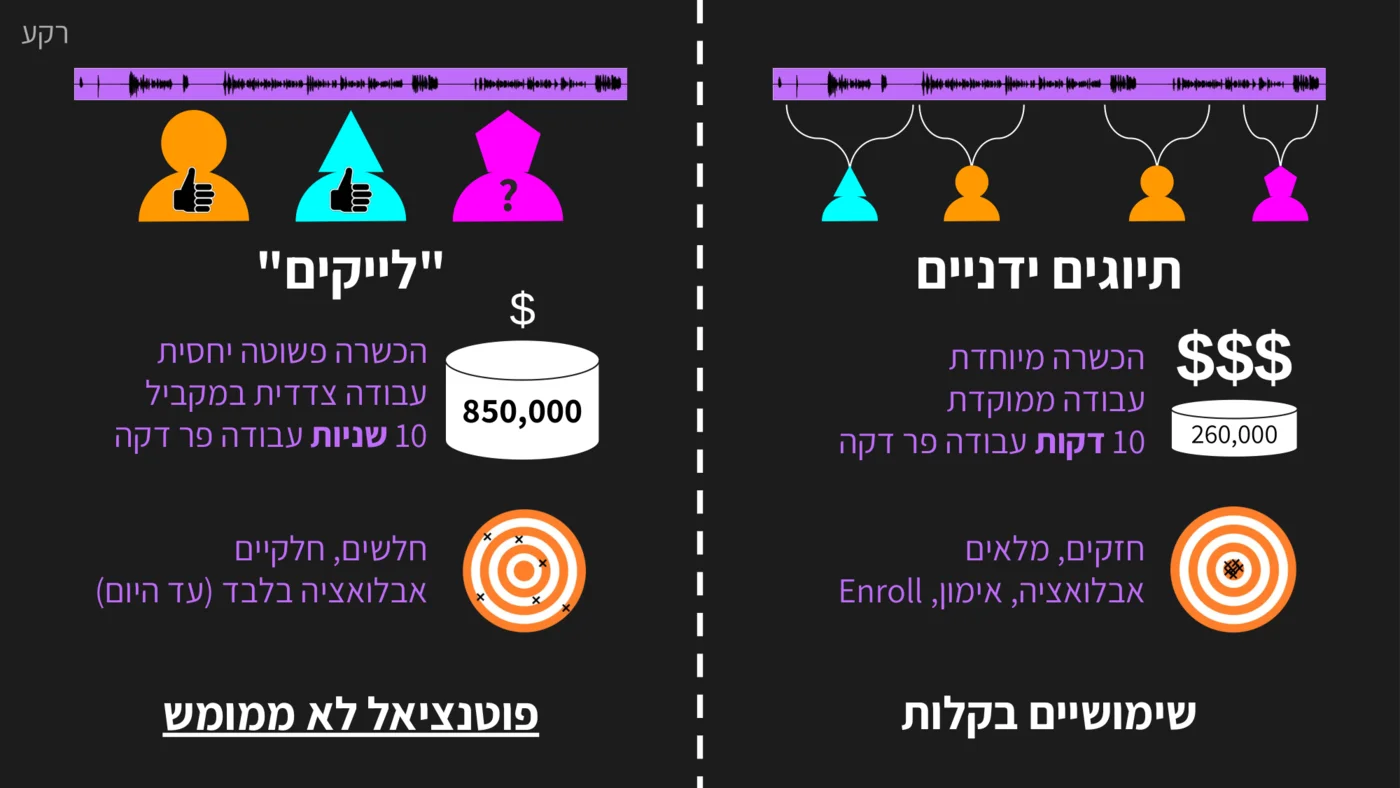 רקע
תיוגים ידניים
$$$
260,000
הכשרה מיוחדת
עבודה ממוקדת
10 דקות עבודה פר דקה
חזקים, מלאים
אבלואציה, אימון, Enroll
שימושיים בקלות
?
"לייקים"
$
850,000
הכשרה פשוטה יחסית
עבודה צדדית במקביל
10 שניות עבודה פר דקה
חלשים, חלקיים
אבלואציה בלבד (עד היום)
פוטנציאל לא ממומש